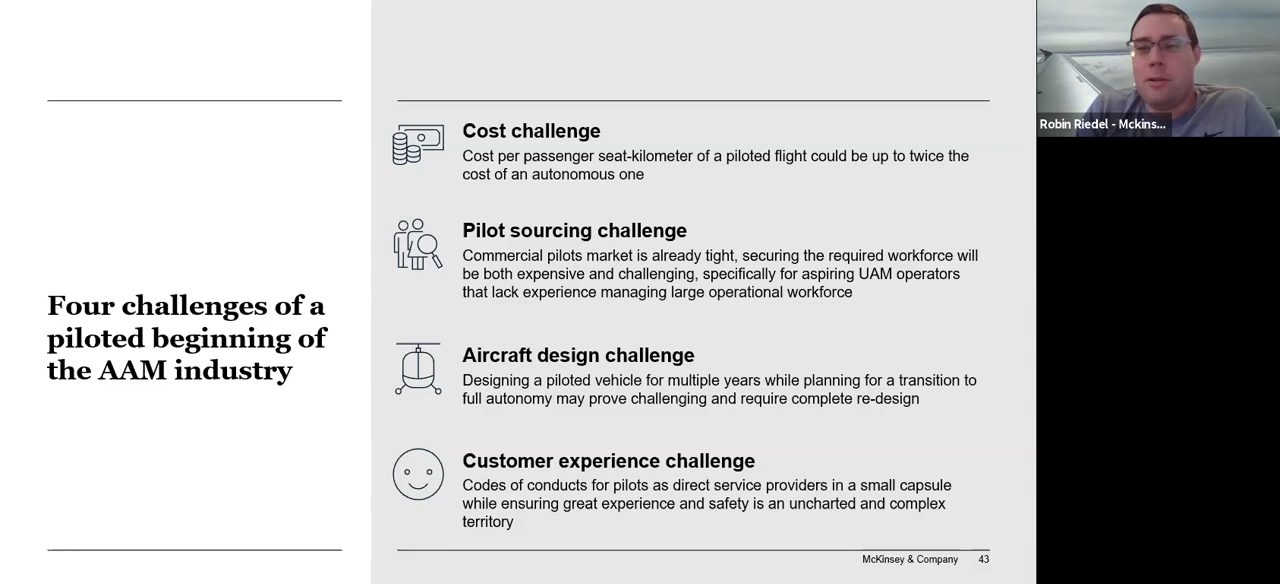 Four challenges of a
piloted beginning of
the AAM industry
Cost challenge
Cost per passenger seat-kilometer of a piloted flight could be up to twice the
cost of an autonomous one
Pilot sourcing challenge
Commercial pilots market is already tight, securing the required workforce will
be both expensive and challenging, specifically for aspiring UAM operators
that lack experience managing large operational workforce
Aircraft design challenge
Designing a piloted vehicle for multiple years while planning for a transition to
full autonomy may prove challenging and require complete re-design
Customer experience challenge
Codes of conducts for pilots as direct service providers in a small capsule
while ensuring great experience and safety is an uncharted and complex
territory
McKinsey & Company 43
Robin Riedel - Mckins...